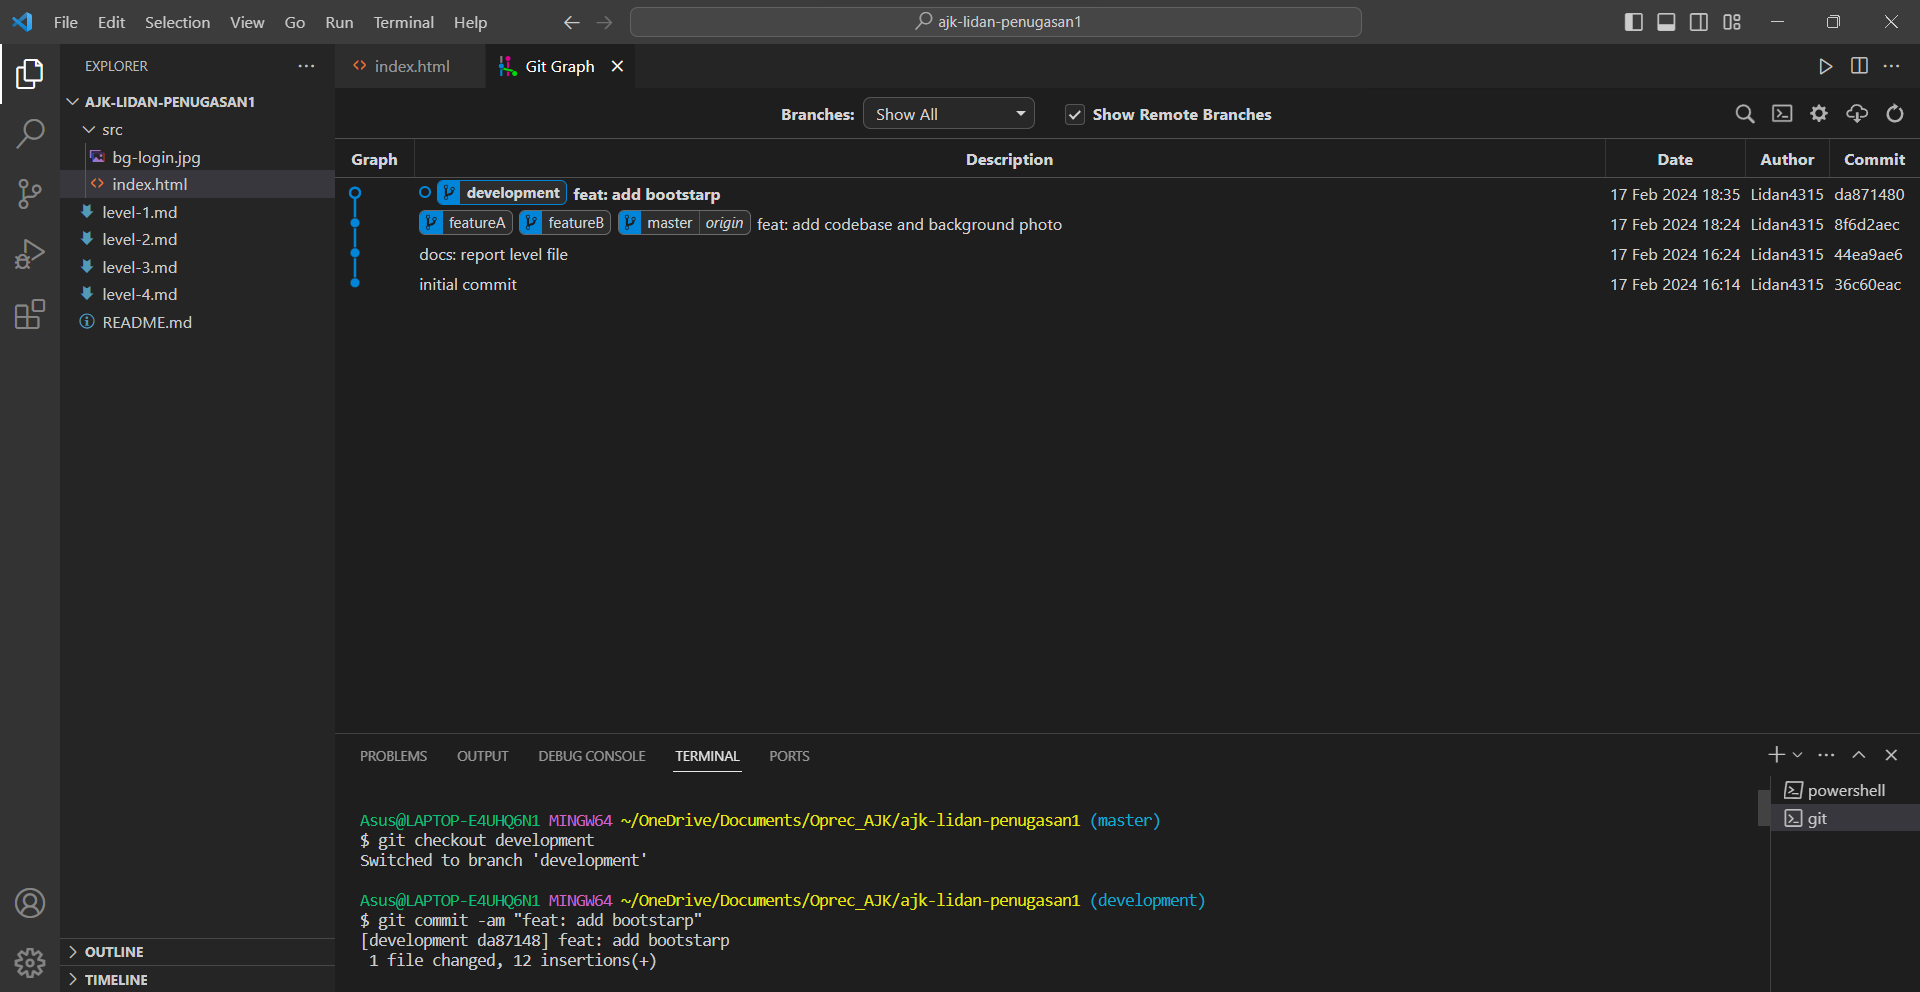 File Edit Selection View Go Run Terminal Help
ajk-lidan-penugasan1
EXPLORER
AJK-LIDAN-PENUGASAN1
src
bg-login.jpg
index.html
level-1.md
level-2.md
level-3.md
level-4.md
README.md
OUTLINE
TIMELINE
index.html Git Graph
Branches: Show All Show Remote Branches
Graph Description Date Author Commit
development feat: add bootstarp 17 Feb 2024 18:35 Lidan4315 da871480
featureA featureB master origin feat: add codebase and background photo 17 Feb 2024 18:24 Lidan4315 8f6d2aec
docs: report level file 17 Feb 2024 16:24 Lidan4315 44ea9ae6
initial commit 17 Feb 2024 16:14 Lidan4315 36c60eac
PROBLEMS OUTPUT DEBUG CONSOLE TERMINAL PORTS
Asus@LAPTOP-E4UHQ6N1 MINGW64 ~/OneDrive/Documents/Oprec_AJK/ajk-lidan-penugasan1 (master)
$ git checkout development
Switched to branch 'development'
Asus@LAPTOP-E4UHQ6N1 MINGW64 ~/OneDrive/Documents/Oprec_AJK/ajk-lidan-penugasan1 (development)
$ git commit -am "feat: add bootstarp"
[development da87148] feat: add bootstarp
1 file changed, 12 insertions(+)
powershell
git